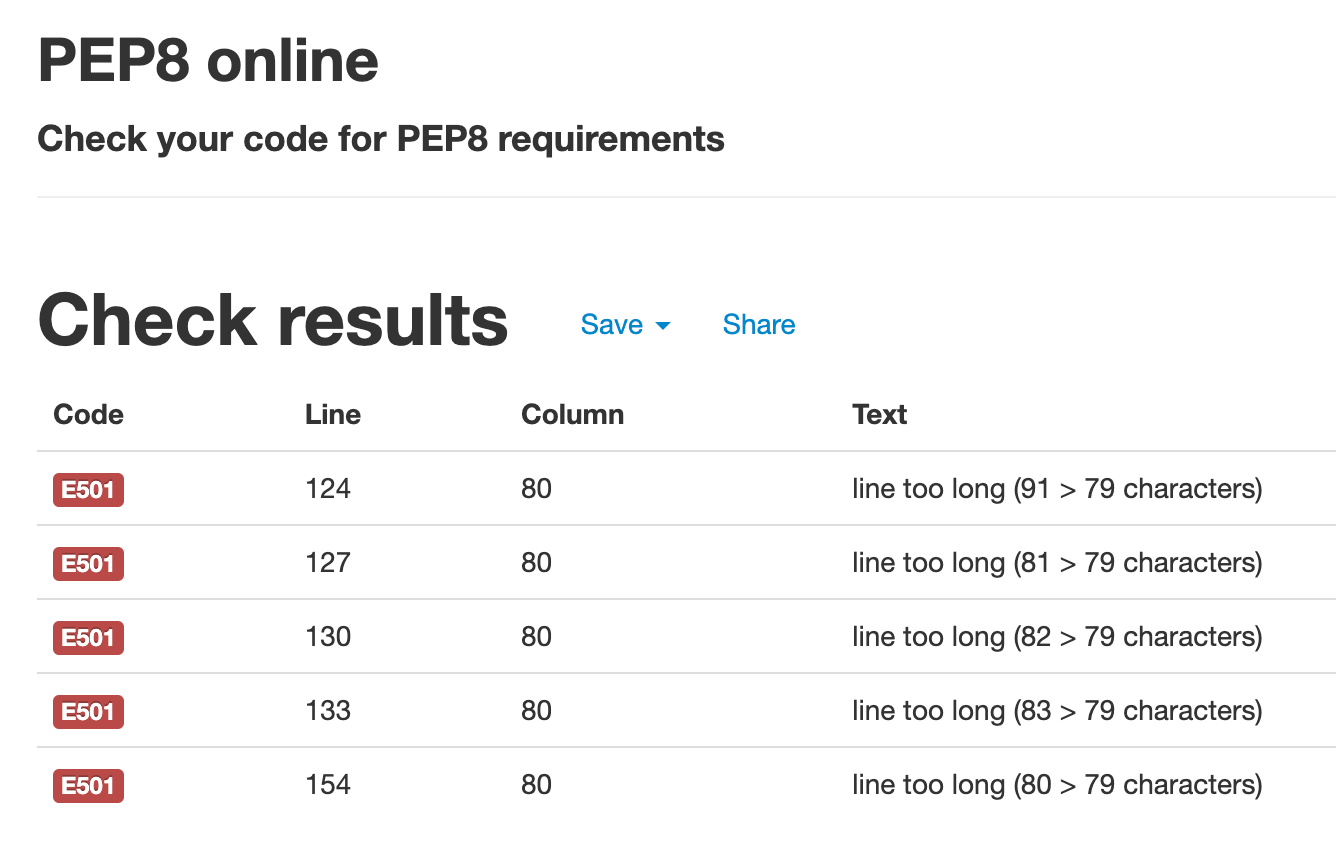 PEP8 online
Check your code for PEP8 requirements
Check results Save Share
Code Line Column Text
E501 124 80 line too long (91 > 79 characters)
E501 127 80 line too long (81 > 79 characters)
E501 130 80 line too long (82 > 79 characters)
E501 133 80 line too long (83 > 79 characters)
E501 154 80 line too long (80 > 79 characters)